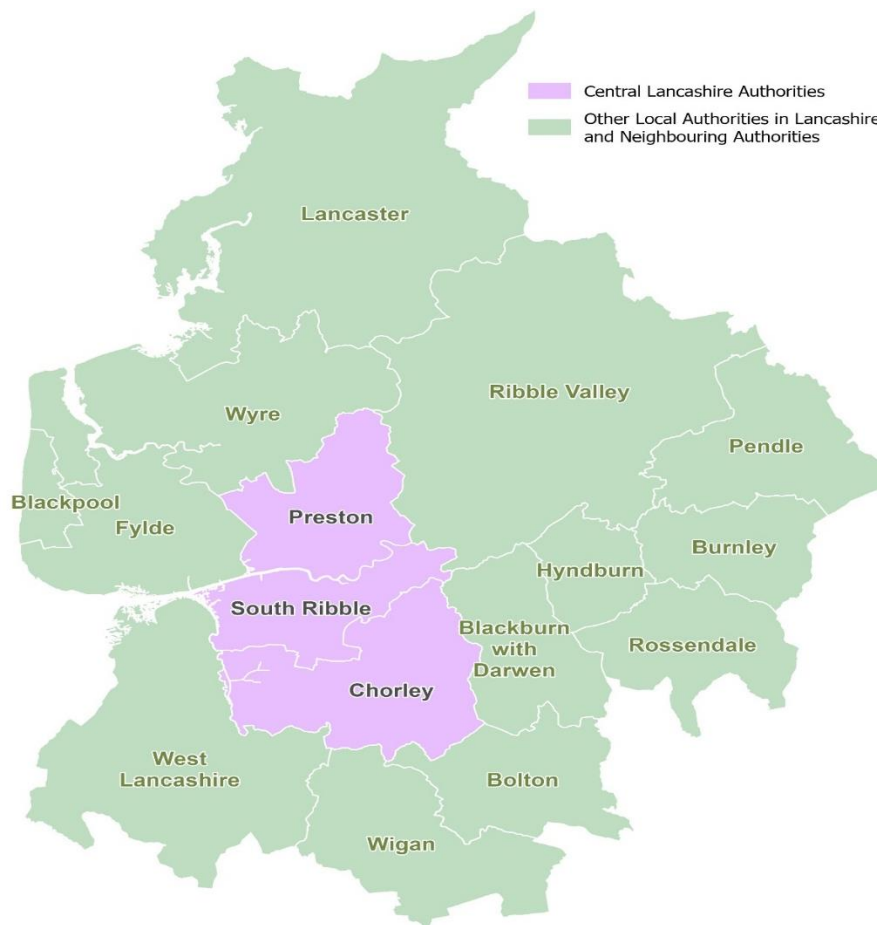 Central Lancashire Authorities
Other Local Authorities in Lancashire
and Neighbouring Authorities
Lancaster
Ribble Valley
Wyre
Pendle
Blackpool
Preston
Fylde
Burnley
Hyndburn
South Ribble
Blackburn
with
Darwen
Rossendale
Chorley
West
Lancashire
Bolton
Wigan